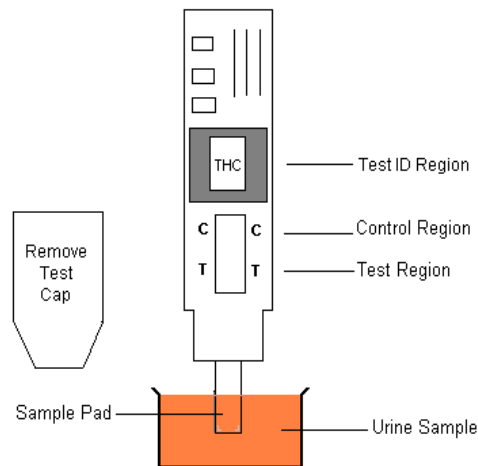 THC
Test ID Region
C C
Control Region
T T
Test Region
Remove
Test
Cap
Sample Pad
Urine Sample